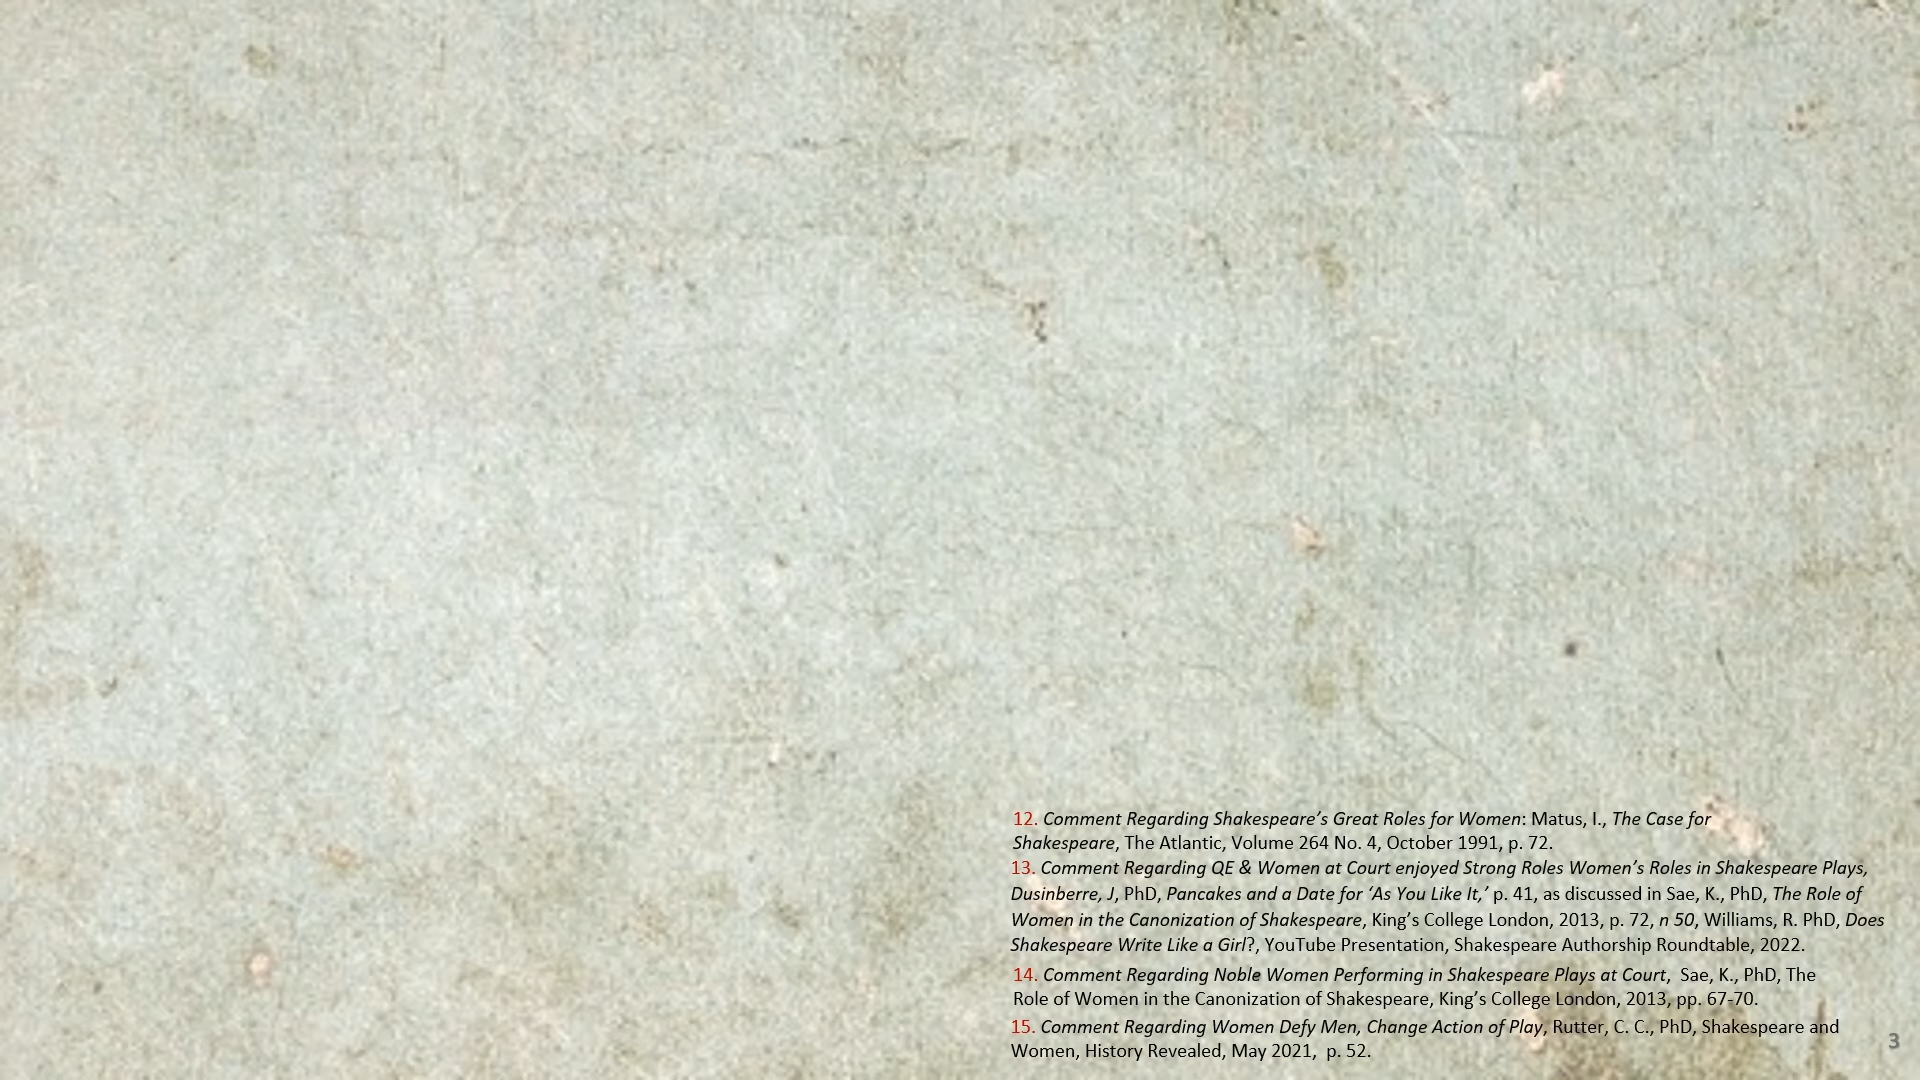 12. Comment Regarding Shakespeare’s Great Roles for Women: Matus, I., The Case for
Shakespeare, The Atlantic, Volume 264 No. 4, October 1991, p. 72.
13. Comment Regarding QE & Women at Court enjoyed Strong Roles Women’s Roles in Shakespeare Plays,
Dusinberre, J, PhD, Pancakes and a Date for ‘As You Like It,’ p. 41, as discussed in Sae, K., PhD, The Role of
Women in the Canonization of Shakespeare, King’s College London, 2013, p. 72, n 50, Williams, R. PhD, Does
Shakespeare Write Like a Girl?, YouTube Presentation, Shakespeare Authorship Roundtable, 2022.
14. Comment Regarding Noble Women Performing in Shakespeare Plays at Court, Sae, K., PhD, The
Role of Women in the Canonization of Shakespeare, King’s College London, 2013, pp. 67-70.
15. Comment Regarding Women Defy Men, Change Action of Play, Rutter, C. C., PhD, Shakespeare and
Women, History Revealed, May 2021, p. 52.
3